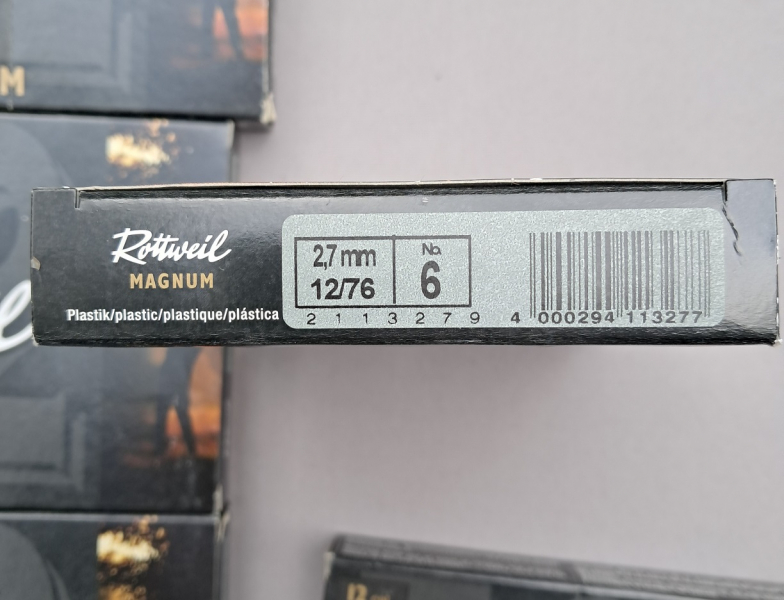 M
Rottweil
MAGNUM
Plastik/plastic/plastique/plástica
2,7 mm
12/76
No.
6
2 1 1 3 2 7 9
4 000294 113277
12